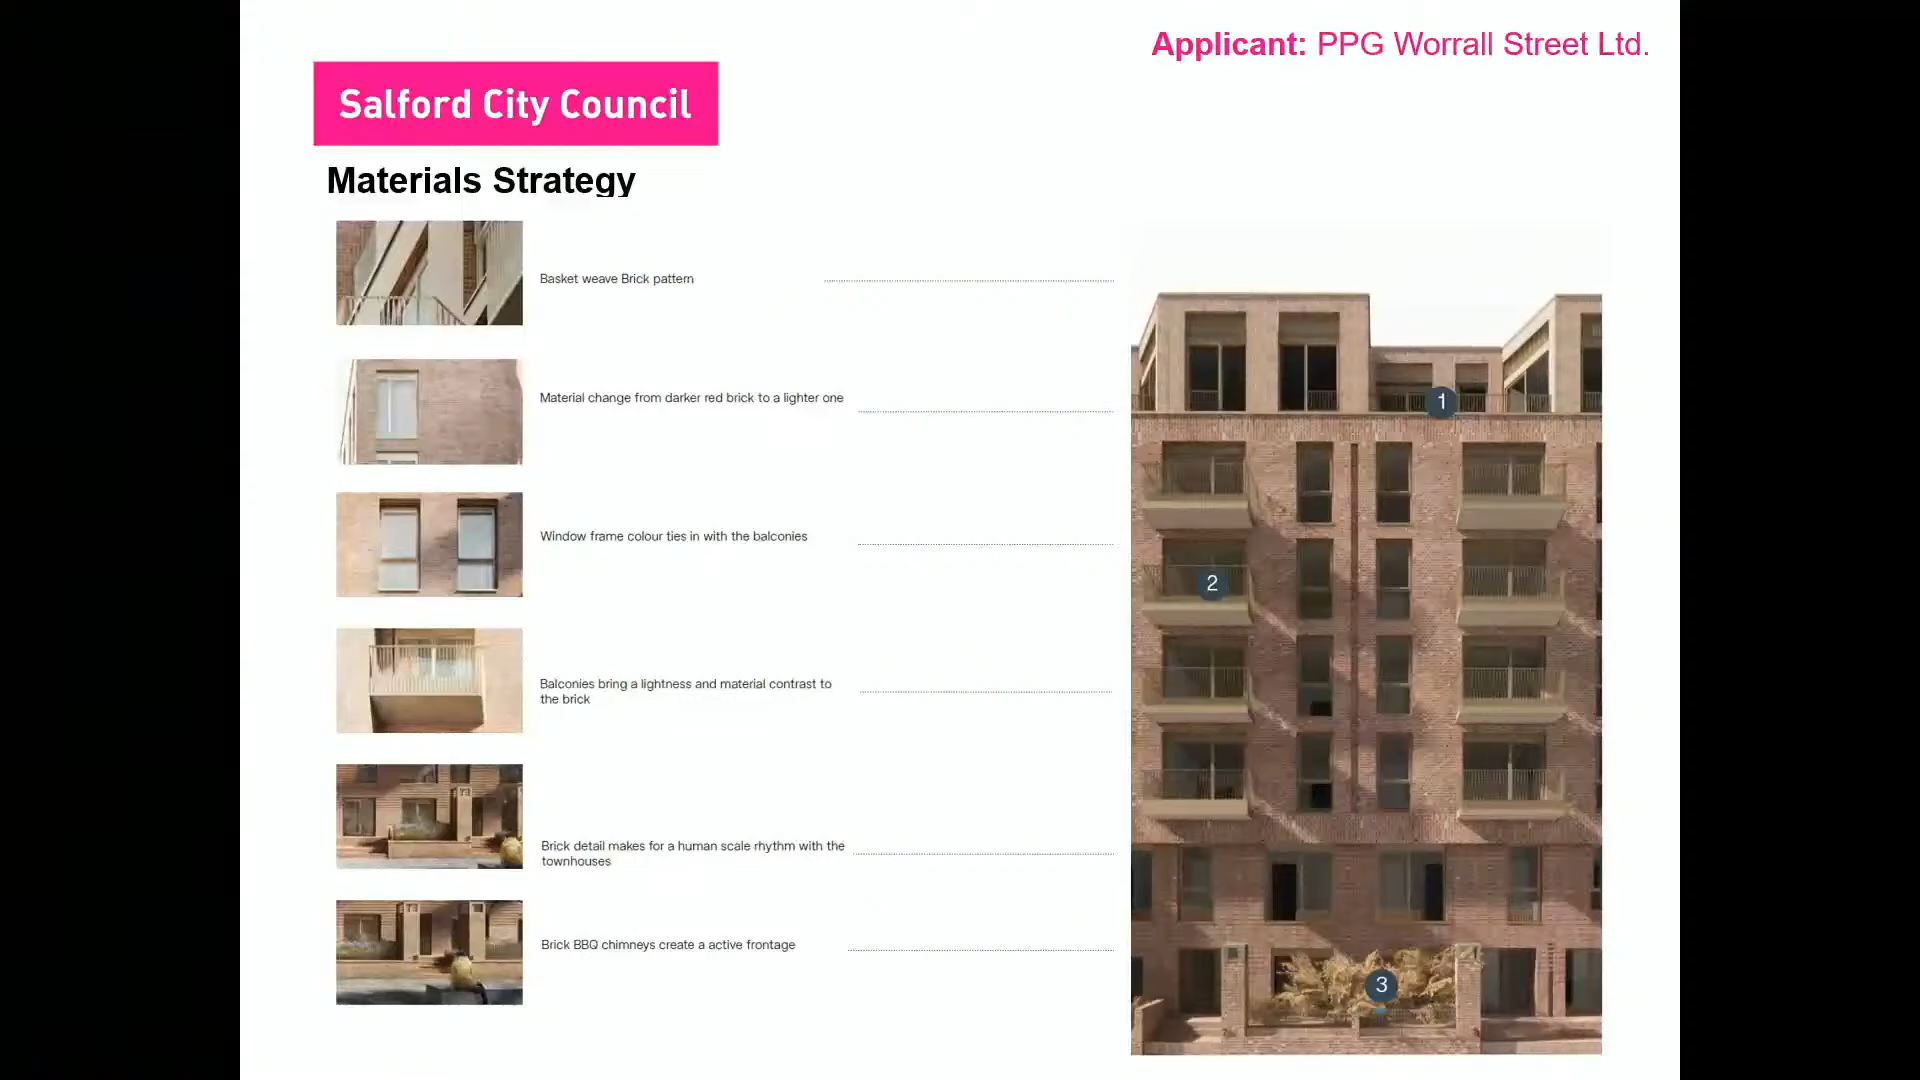 Applicant: PPG Worrall Street Ltd.
Salford City Council
Materials Strategy
Basket weave Brick pattern
Material change from darker red brick to a lighter one
1
Window frame colour ties in with the balconies
2
Balconies bring a lightness and material contrast to
the brick
73
Brick detail makes for a human scale rhythm with the
townhouses
Brick BBQ chimneys create a active frontage
3